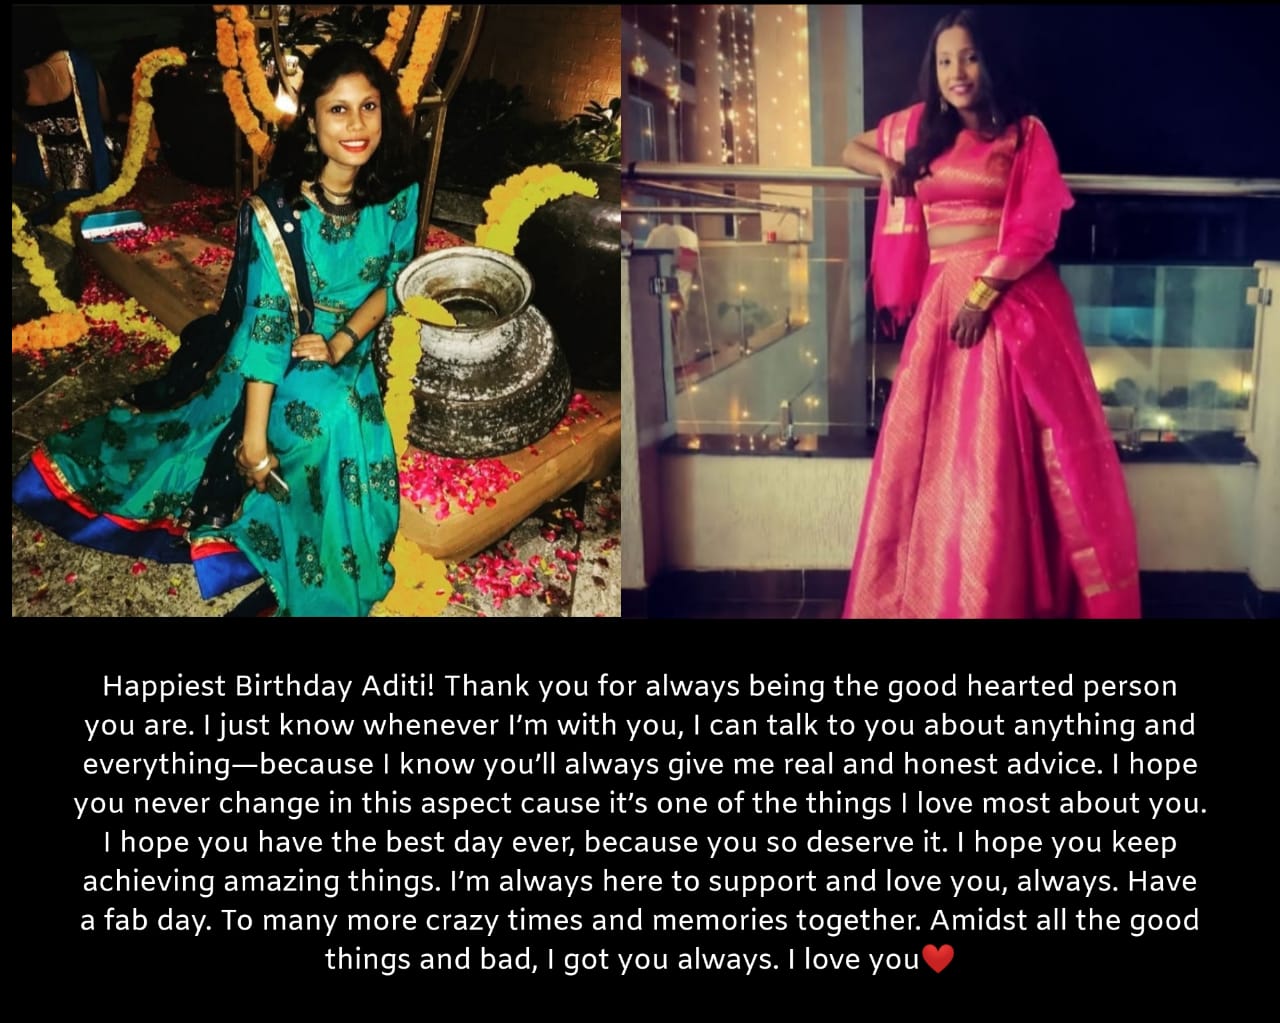 Happiest Birthday Aditi! Thank you for always being the good hearted person
you are. I just know whenever I’m with you, I can talk to you about anything and
everything—because I know you’ll always give me real and honest advice. I hope
you never change in this aspect cause it’s one of the things I love most about you.
I hope you have the best day ever, because you so deserve it. I hope you keep
achieving amazing things. I’m always here to support and love you, always. Have
a fab day. To many more crazy times and memories together. Amidst all the good
things and bad, I got you always. I love you❤️